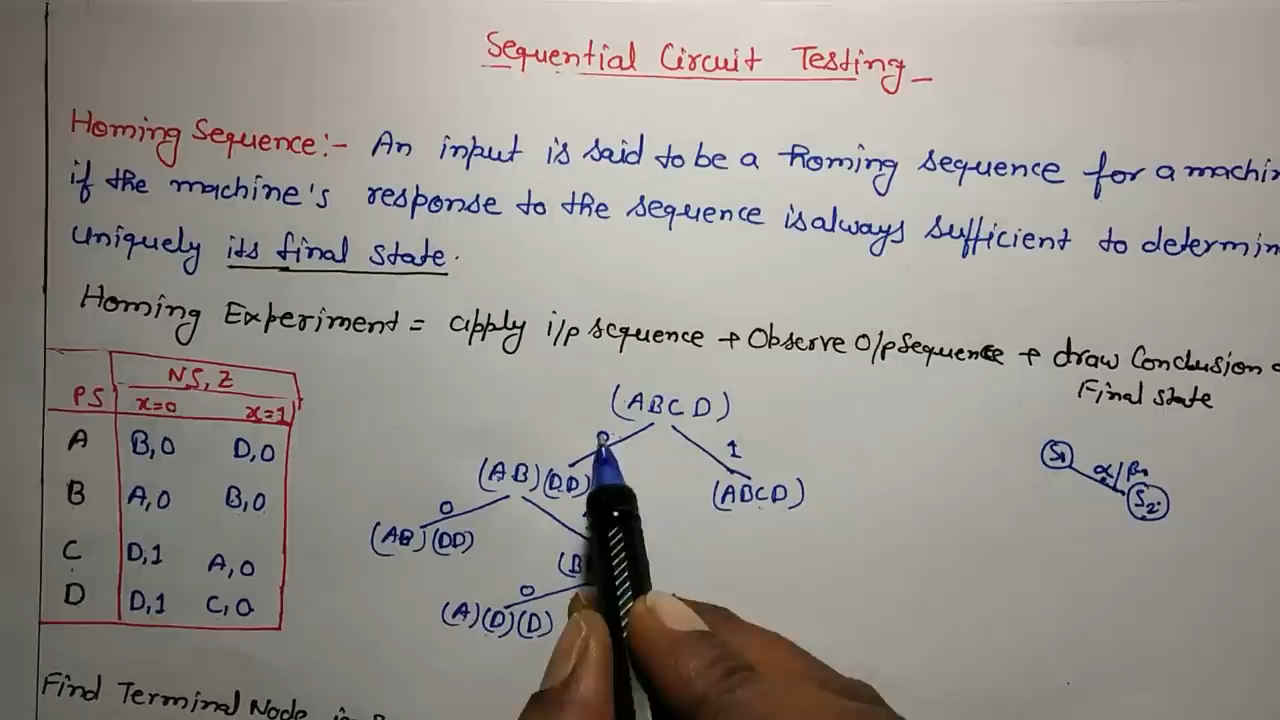 Sequential Circuit Testing
Homing Sequence:- An input is said to be a Homing sequence for a machin
if the machine's response to the sequence is always sufficient to determin
uniquely its final state.
Homing Experiment = apply i/p sequence + Observe O/p Sequence + draw Conclusion
Final state
PS NS, Z
x=0 x=1
A B,0 D,0
B A,0 B,0
C D,1 A,0
D D,1 C,0
(ABCD)
0 1
(AB)(DD) (ABCD)
0
(AB)(DD)
0
(A)(D)(D)
S1 α/β
S2
Find Terminal Node